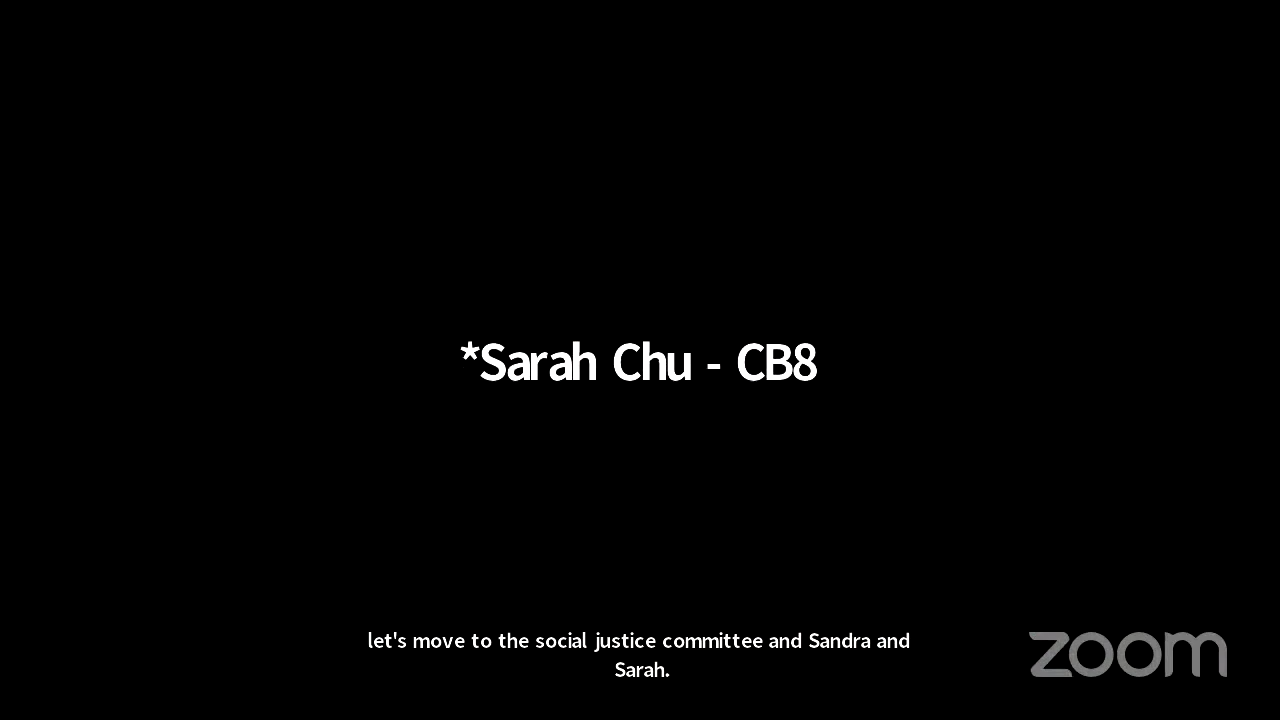 *Sarah Chu - CB8
let's move to the social justice committee and Sandra and
Sarah.
zoom